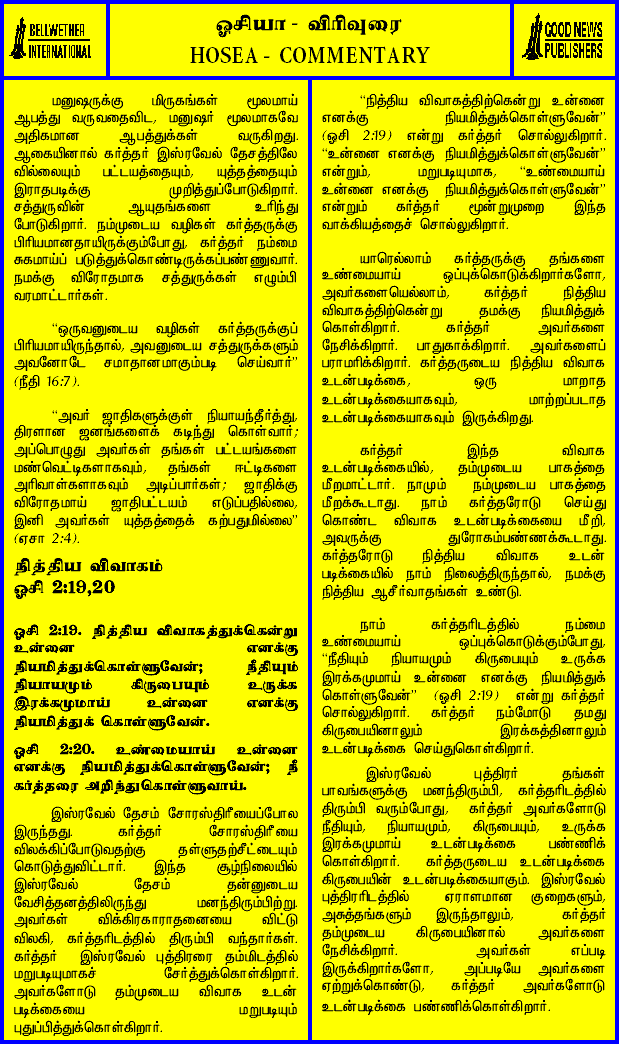 BELLWETHER
INTERNATIONAL
ஓசியா - விரிவுரை
HOSEA - COMMENTARY
GOOD NEWS
PUBLISHERS
மனுஷருக்கு மிருகங்கள் மூலமாய்
ஆபத்து வருவதைவிட, மனுஷர் மூலமாகவே
அதிகமான ஆபத்துக்கள் வருகிறது.
ஆகையினால் கர்த்தர் இஸ்ரவேல் தேசத்திலே
வில்லையும் பட்டயத்தையும், யுத்தத்தையும்
இராதபடிக்கு முறித்துப்போடுகிறார்.
சத்துருவின் ஆயுதங்களை உரிந்து
போடுகிறார். நம்முடைய வழிகள் கர்த்தருக்கு
பிரியமானதாயிருக்கும்போது, கர்த்தர் நம்மை
சுகமாய்ப் படுத்துக்கொண்டிருக்கப்பண்ணுவார்.
நமக்கு விரோதமாக சத்துருக்கள் எழும்பி
வரமாட்டார்கள்.
“ஒருவனுடைய வழிகள் கர்த்தருக்குப்
பிரியமாயிருந்தால், அவனுடைய சத்துருக்களும்
அவனோடே சமாதானமாகும்படி செய்வார்”
(நீதி 16:7).
“அவர் ஜாதிகளுக்குள் நியாயந்தீர்த்து,
திரளான ஜனங்களைக் கடிந்து கொள்வார்;
அப்பொழுது அவர்கள் தங்கள் பட்டயங்களை
மண்வெட்டிகளாகவும், தங்கள் ஈட்டிகளை
அரிவாள்களாகவும் அடிப்பார்கள்; ஜாதிக்கு
விரோதமாய் ஜாதிபட்டயம் எடுப்பதில்லை,
இனி அவர்கள் யுத்தத்தைக் கற்பதுமில்லை”
(ஏசா 2:4).
நித்திய விவாகம்
ஓசி 2:19,20
ஓசி 2:19. நித்திய விவாகத்துக்கென்று
உன்னை எனக்கு
நியமித்துக்கொள்ளுவேன்; நீதியும்
நியாயமும் கிருபையும் உருக்க
இரக்கமுமாய் உன்னை எனக்கு
நியமித்துக் கொள்ளுவேன்.
ஓசி 2:20. உண்மையாய் உன்னை
எனக்கு நியமித்துக்கொள்ளுவேன்; நீ
கர்த்தரை அறிந்துகொள்ளுவாய்.
இஸ்ரவேல் தேசம் சோரஸ்திரீயைப்போல
இருந்தது. கர்த்தர் சோரஸ்திரீயை
விலக்கிப்போடுவதற்கு தள்ளுதற்சீட்டையும்
கொடுத்துவிட்டார். இந்த சூழ்நிலையில்
இஸ்ரவேல் தேசம் தன்னுடைய
வேசித்தனத்திலிருந்து மனந்திரும்பிற்று.
அவர்கள் விக்கிரகாராதனையை விட்டு
விலகி, கர்த்தரிடத்தில் திரும்பி வந்தார்கள்.
கர்த்தர் இஸ்ரவேல் புத்திரரை தம்மிடத்தில்
மறுபடியுமாகச் சேர்த்துக்கொள்கிறார்.
அவர்களோடு தம்முடைய விவாக உடன்
படிக்கையை மறுபடியும்
புதுப்பித்துக்கொள்கிறார்.
“நித்திய விவாகத்திற்கென்று உன்னை
எனக்கு நியமித்துக்கொள்ளுவேன்”
(ஓசி 2:19) என்று கர்த்தர் சொல்லுகிறார்.
“உன்னை எனக்கு நியமித்துக்கொள்ளுவேன்”
என்றும், மறுபடியுமாக, “உண்மையாய்
உன்னை எனக்கு நியமித்துக்கொள்ளுவேன்”
என்றும் கர்த்தர் மூன்றுமுறை இந்த
வாக்கியத்தைச் சொல்லுகிறார்.
யாரெல்லாம் கர்த்தருக்கு தங்களை
உண்மையாய் ஒப்புக்கொடுக்கிறார்களோ,
அவர்களையெல்லாம், கர்த்தர் நித்திய
விவாகத்திற்கென்று தமக்கு நியமித்துக்
கொள்கிறார். கர்த்தர் அவர்களை
நேசிக்கிறார். பாதுகாக்கிறார். அவர்களைப்
பராமரிக்கிறார். கர்த்தருடைய நித்திய விவாக
உடன்படிக்கை, ஒரு மாறாத
உடன்படிக்கையாகவும், மாற்றப்படாத
உடன்படிக்கையாகவும் இருக்கிறது.
கர்த்தர் இந்த விவாக
உடன்படிக்கையில், தம்முடைய பாகத்தை
மீறமாட்டார். நாமும் நம்முடைய பாகத்தை
மீறக்கூடாது. நாம் கர்த்தரோடு செய்து
கொண்ட விவாக உடன்படிக்கையை மீறி,
அவருக்கு துரோகம்பண்ணக்கூடாது.
கர்த்தரோடு நித்திய விவாக உடன்
படிக்கையில் நாம் நிலைத்திருந்தால், நமக்கு
நித்திய ஆசீர்வாதங்கள் உண்டு.
நாம் கர்த்தரிடத்தில் நம்மை
உண்மையாய் ஒப்புக்கொடுக்கும்போது,
“நீதியும் நியாயமும் கிருபையும் உருக்க
இரக்கமுமாய் உன்னை எனக்கு நியமித்துக்
கொள்ளுவேன்” (ஓசி 2:19) என்று கர்த்தர்
சொல்லுகிறார். கர்த்தர் நம்மோடு தமது
கிருபையினாலும் இரக்கத்தினாலும்
உடன்படிக்கை செய்துகொள்கிறார்.
இஸ்ரவேல் புத்திரர் தங்கள்
பாவங்களுக்கு மனந்திரும்பி, கர்த்தரிடத்தில்
திரும்பி வரும்போது, கர்த்தர் அவர்களோடு
நீதியும், நியாயமும், கிருபையும், உருக்க
இரக்கமுமாய் உடன்படிக்கை பண்ணிக்
கொள்கிறார். கர்த்தருடைய உடன்படிக்கை
கிருபையின் உடன்படிக்கையாகும். இஸ்ரவேல்
புத்திரரிடத்தில் ஏராளமான குறைகளும்,
அசுத்தங்களும் இருந்தாலும், கர்த்தர்
தம்முடைய கிருபையினால் அவர்களை
நேசிக்கிறார். அவர்கள் எப்படி
இருக்கிறார்களோ, அப்படியே அவர்களை
ஏற்றுக்கொண்டு, கர்த்தர் அவர்களோடு
உடன்படிக்கை பண்ணிக்கொள்கிறார்.